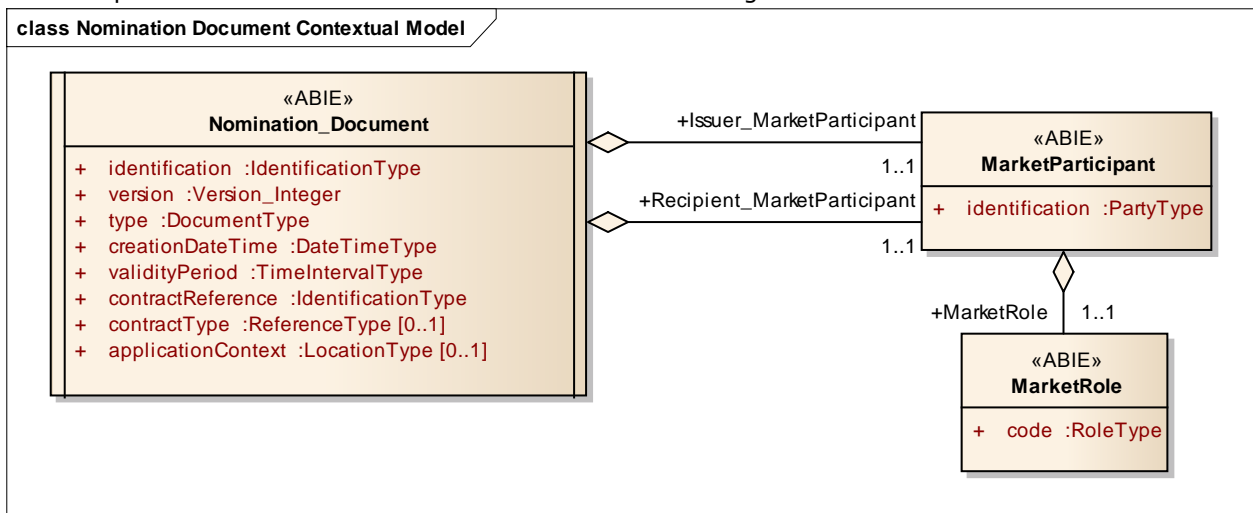 class Nomination Document Contextual Model
«ABIE»
Nomination_Document
+ identification :IdentificationType
+ version :Version_Integer
+ type :DocumentType
+ creationDateTime :DateTimeType
+ validityPeriod :TimeIntervalType
+ contractReference :IdentificationType
+ contractType :ReferenceType [0..1]
+ applicationContext :LocationType [0..1]
+Issuer_MarketParticipant
1..1
+Recipient_MarketParticipant
1..1
«ABIE»
MarketParticipant
+ identification :PartyType
+MarketRole 1..1
«ABIE»
MarketRole
+ code :RoleType